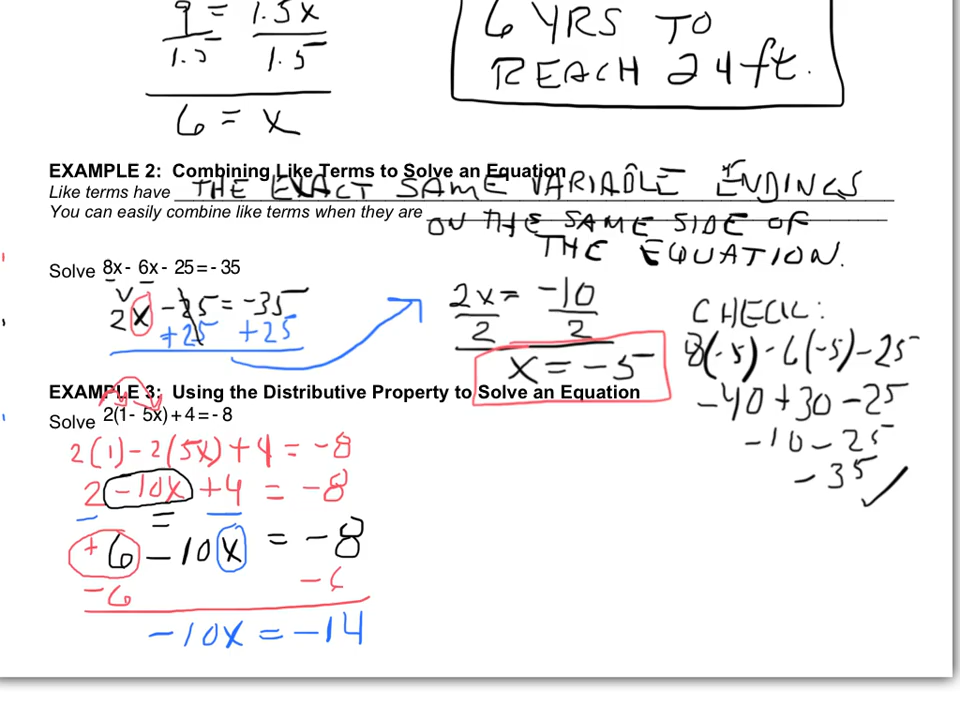 9 = 1.5x
1.5 = 1.5
6 = x
6 YRS TO
REACH 24ft.
EXAMPLE 2: Combining Like Terms to Solve an Equation
Like terms have THE EXACT SAME VARIABLE ENDINGS
You can easily combine like terms when they are ON THE SAME SIDE OF
THE EQUATION.
Solve 8x- 6x- 25=- 35
2x -25 = -35
+25 +25
2x = -10
2 2
x = -5
CHECK:
8(-5) - 6(-5) - 25
-40 + 30 - 25
-10 - 25
-35 ✓
EXAMPLE 3: Using the Distributive Property to Solve an Equation
Solve 2(1- 5x)+4=- 8
2(1) - 2(5x) + 4 = -8
2 -10x +4 = -8
+6 - 10x = -8
-6 -6
-10x = -14